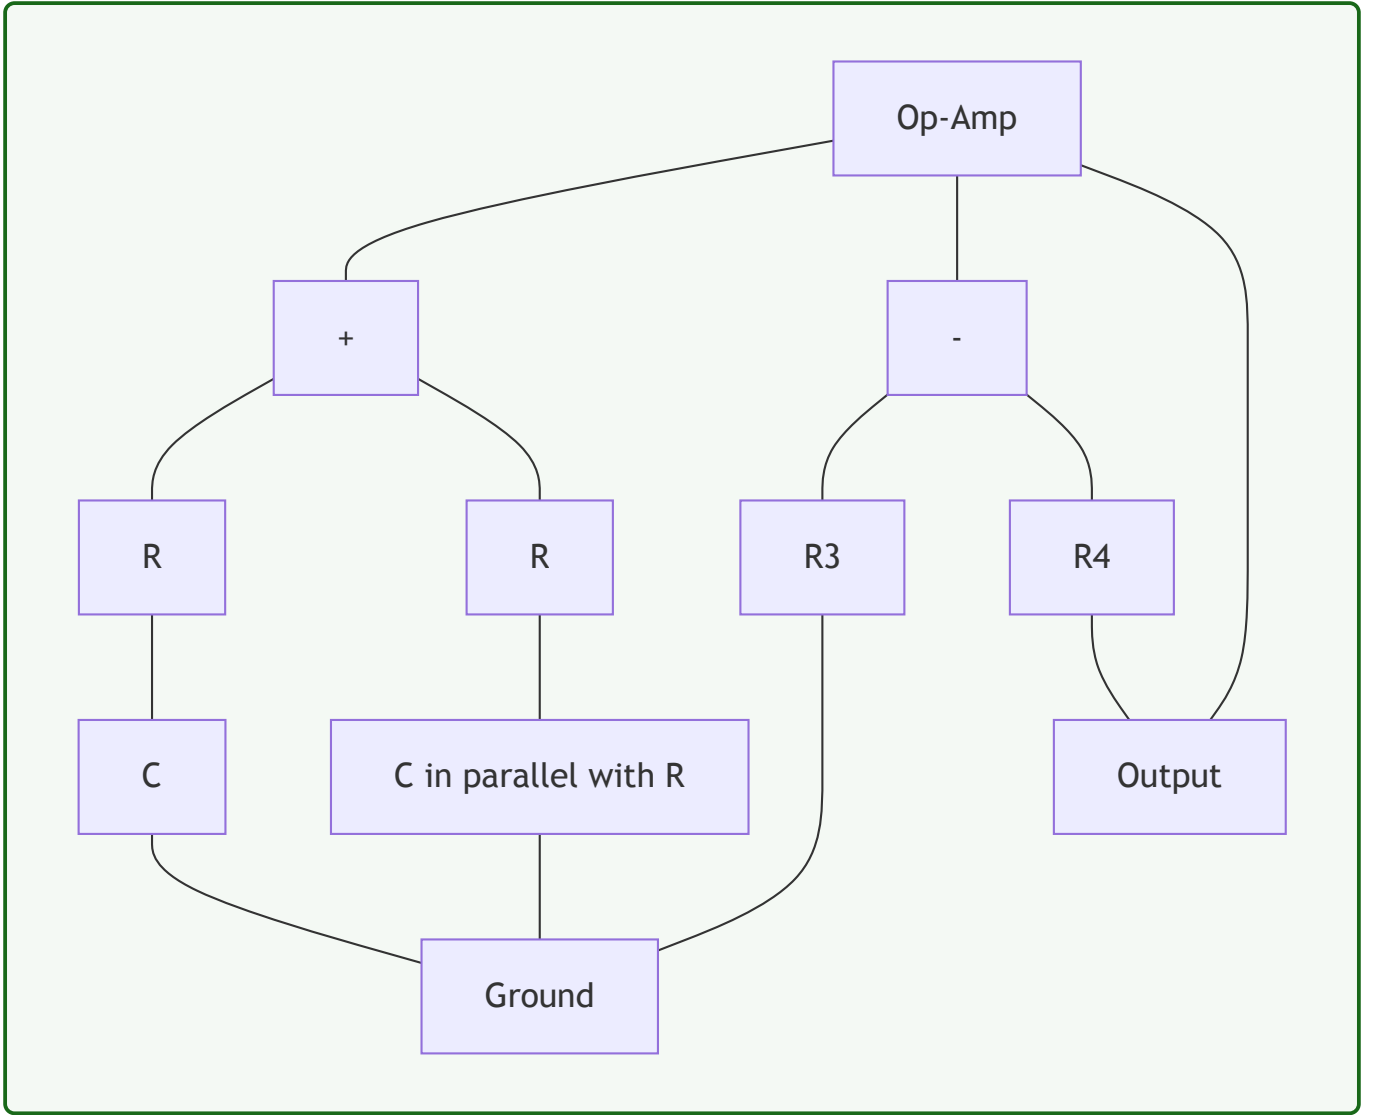 Op-Amp
+
-
R
R
R3
R4
C
C in parallel with R
Output
Ground